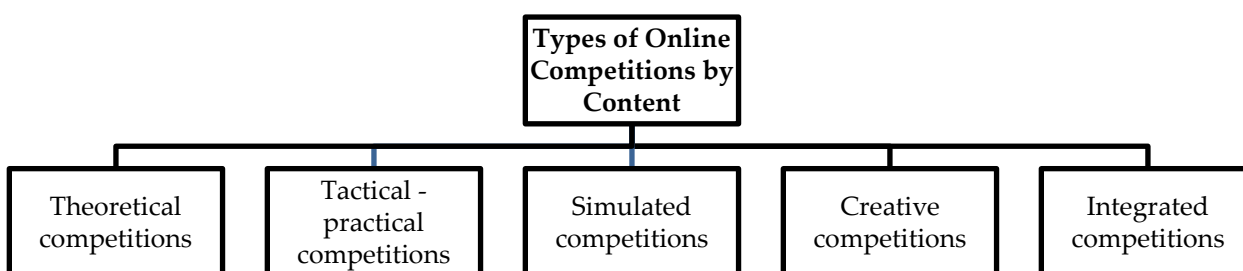 Types of Online
Competitions by
Content
Theoretical
competitions
Tactical -
practical
competitions
Simulated
competitions
Creative
competitions
Integrated
competitions